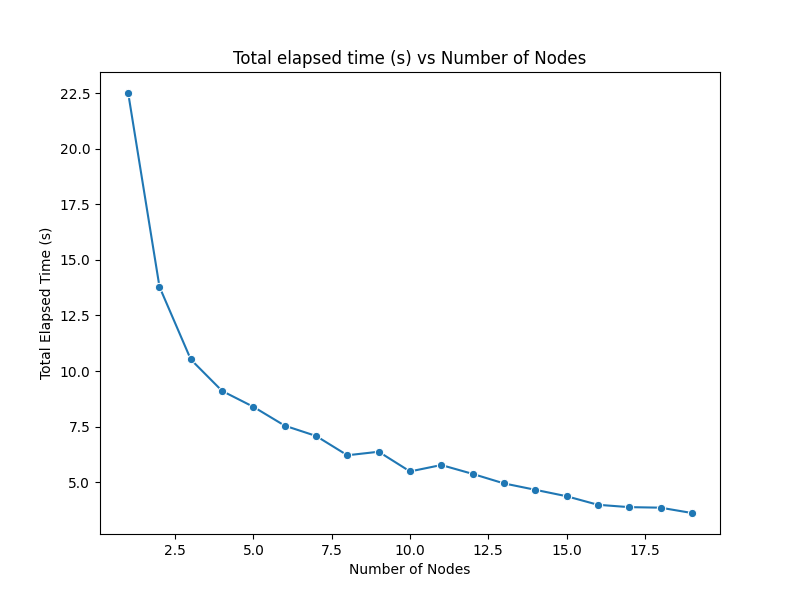 Total elapsed time (s) vs Number of Nodes
22.5
20.0
17.5
15.0
12.5
10.0
7.5
5.0
Total Elapsed Time (s)
2.5 5.0 7.5 10.0 12.5 15.0 17.5
Number of Nodes